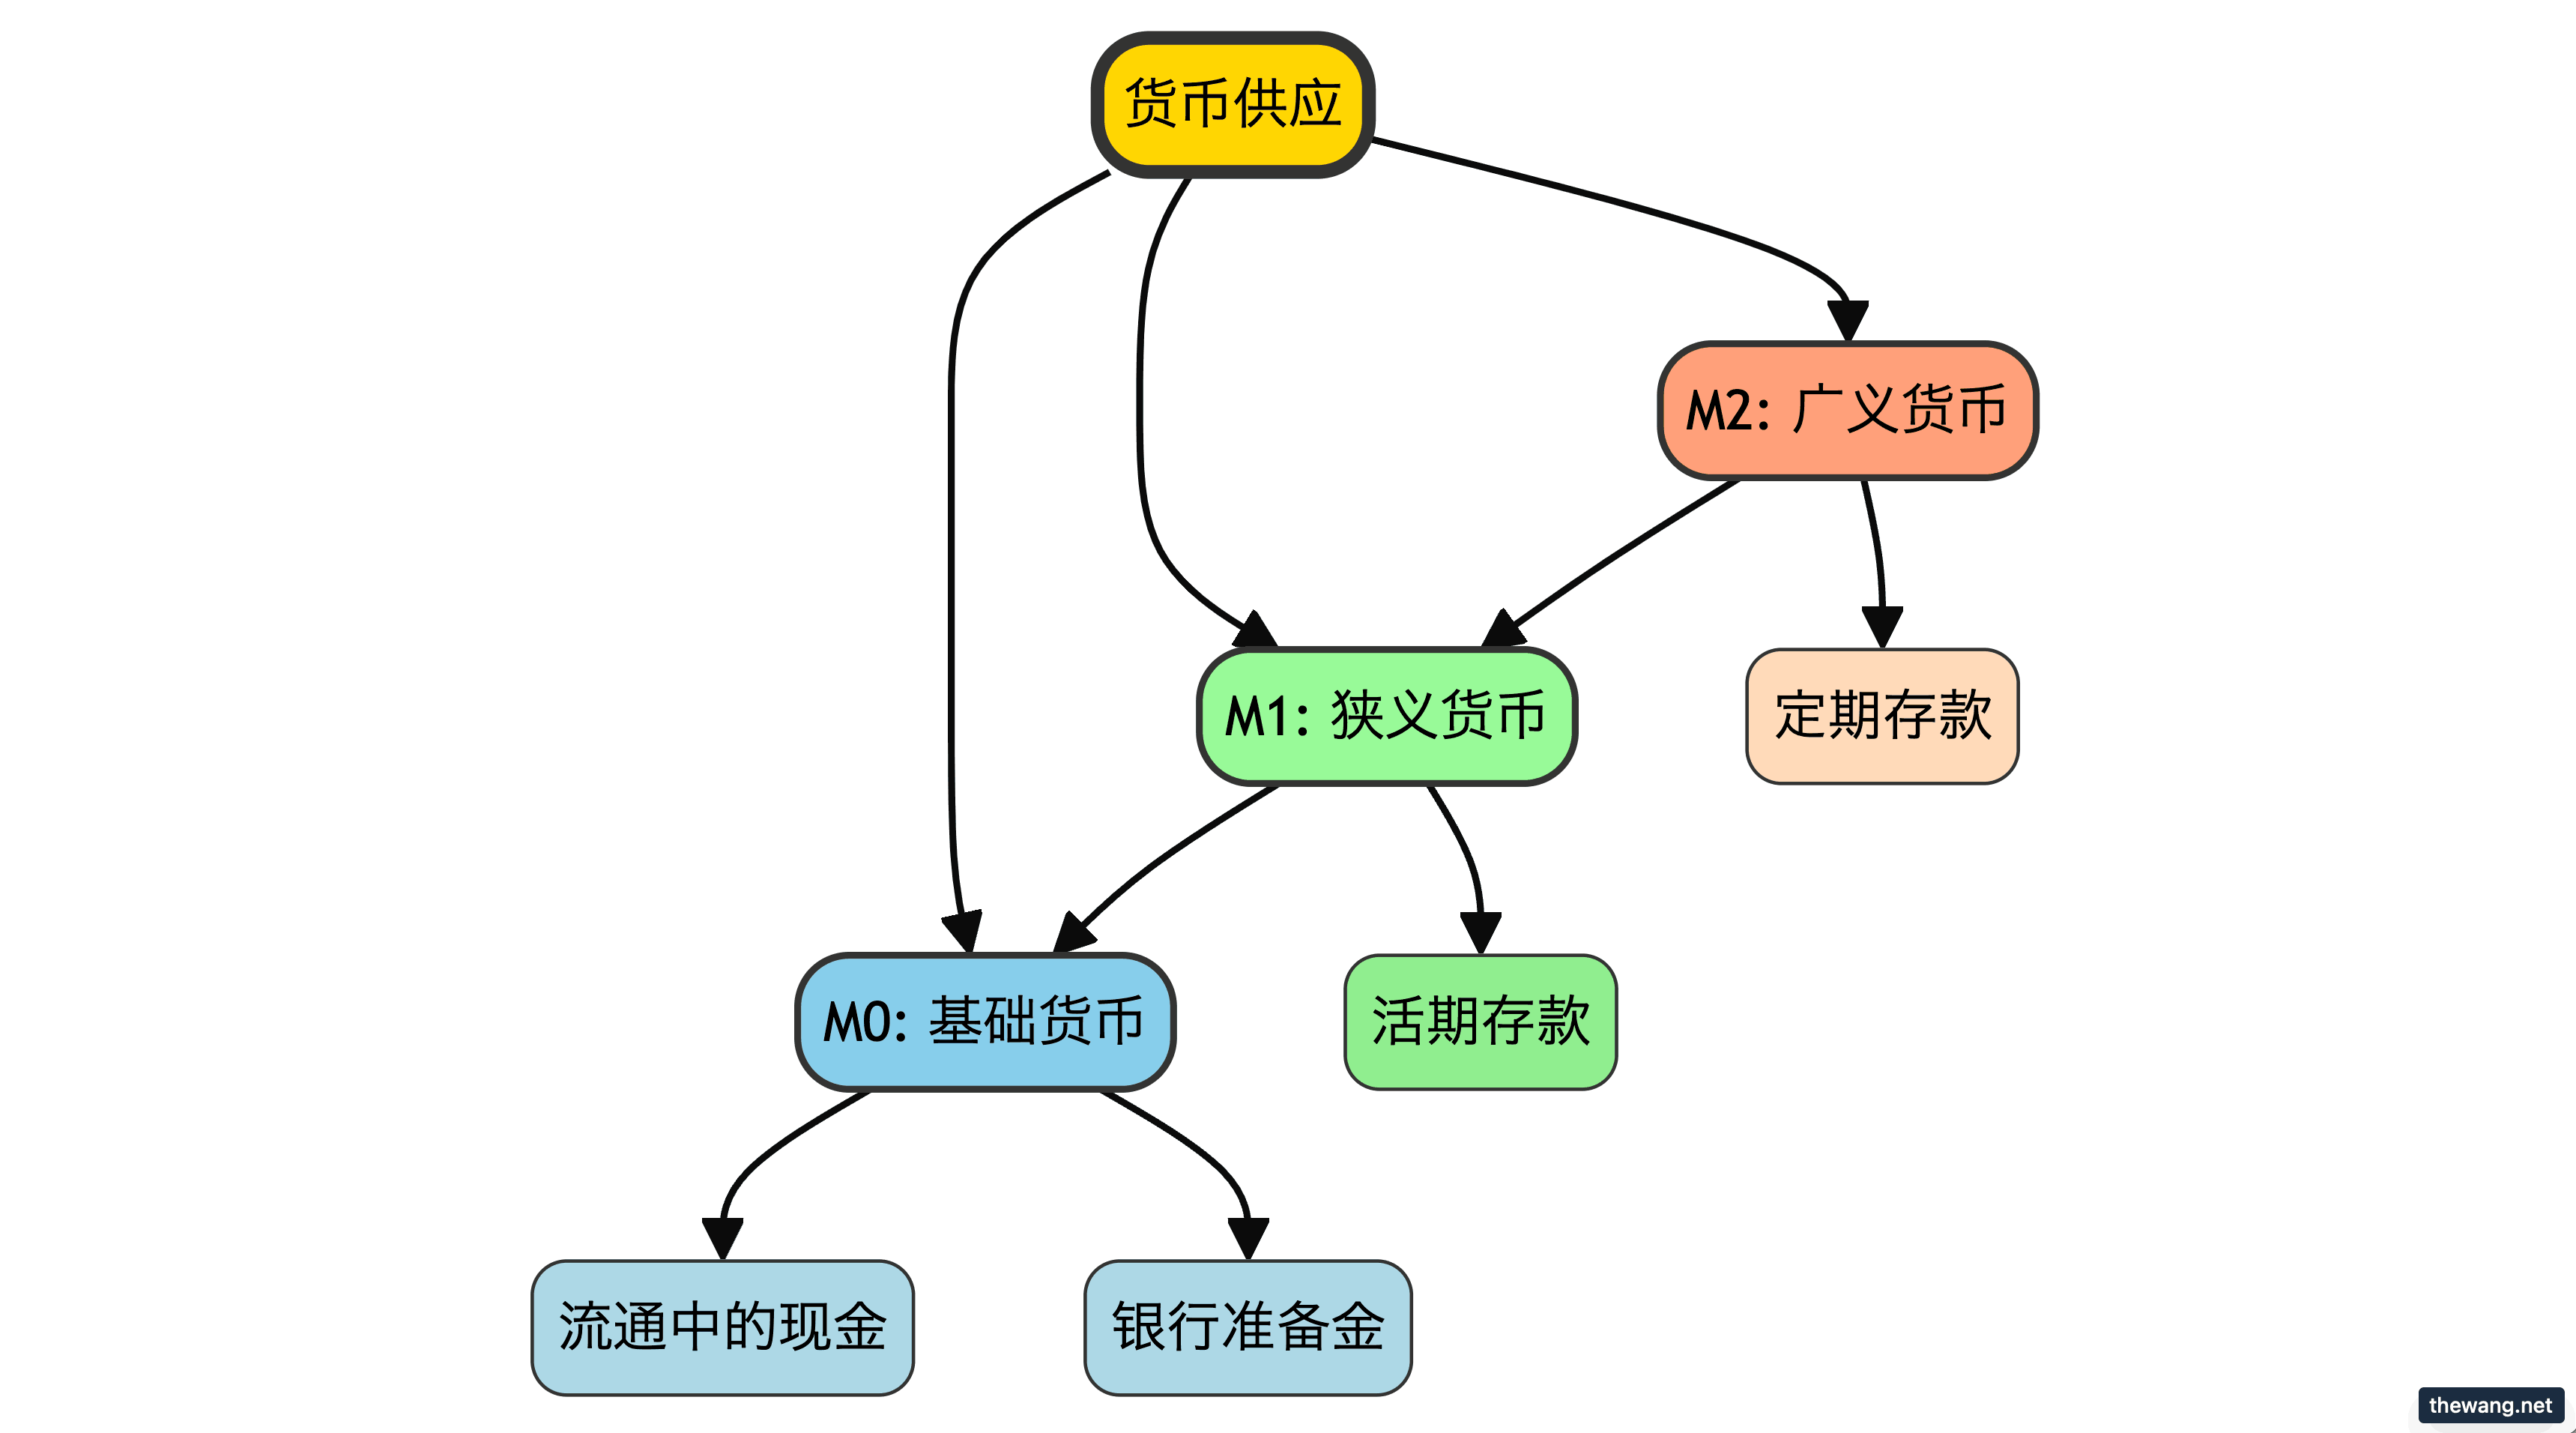 货币供应
M2: 广义货币
M1: 狭义货币
定期存款
M0: 基础货币
活期存款
流通中的现金
银行准备金
thewang.net